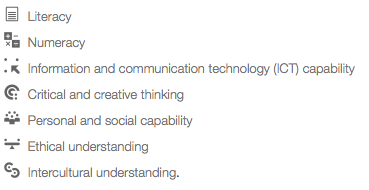 Literacy
Numeracy
Information and communication technology (ICT) capability
Critical and creative thinking
Personal and social capability
Ethical understanding
Intercultural understanding.